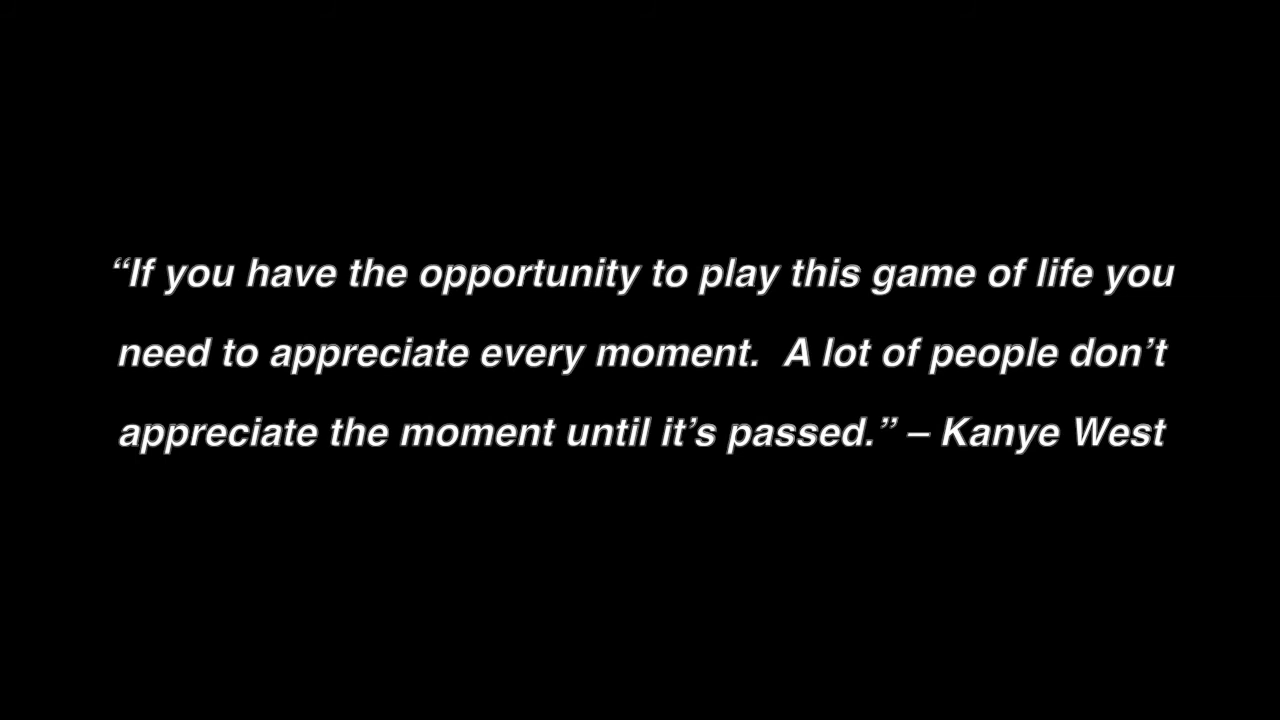 “If you have the opportunity to play this game of life you
need to appreciate every moment.  A lot of people don’t
appreciate the moment until it’s passed.” – Kanye West